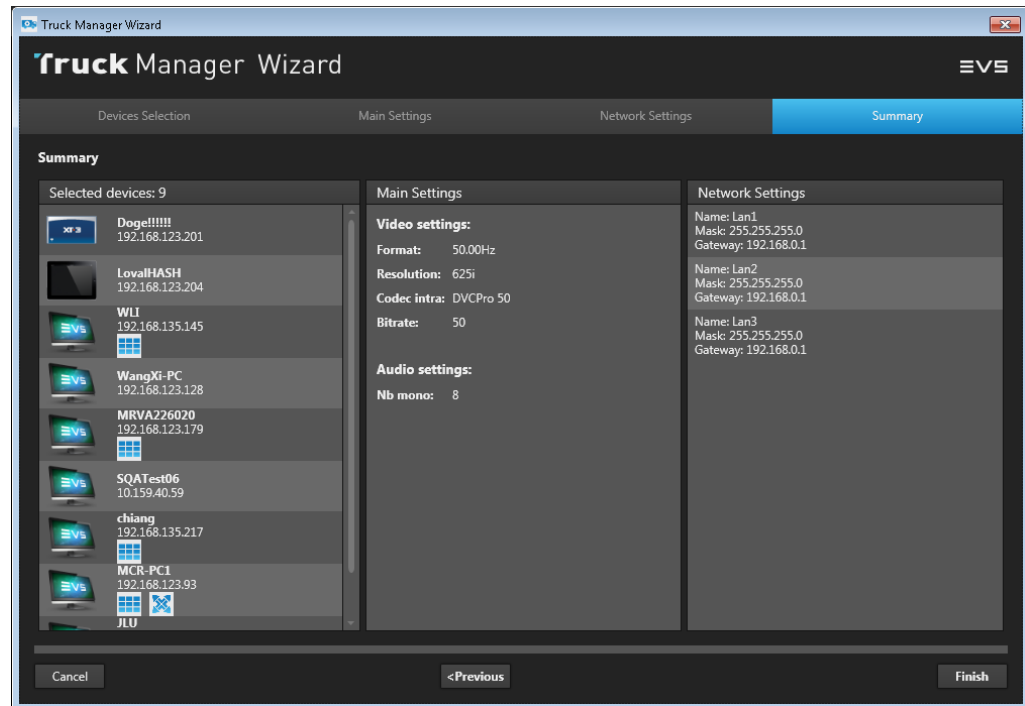 Truck Manager Wizard
Truck Manager Wizard
EVS
Devices Selection
Main Settings
Network Settings
Summary
Summary
Selected devices: 9
XT3
Doge!!!!!!
192.168.123.201
LovalHASH
192.168.123.204
EVS
WLI
192.168.135.145
EVS
WangXi-PC
192.168.123.128
EVS
MRVA226020
192.168.123.179
EVS
SQATest06
10.159.40.59
EVS
chiang
192.168.135.217
EVS
MCR-PC1
192.168.123.93
JLU
Main Settings
Video settings:
Format: 50.00Hz
Resolution: 625i
Codec intra: DVCPro 50
Bitrate: 50
Audio settings:
Nb mono: 8
Network Settings
Name: Lan1
Mask: 255.255.255.0
Gateway: 192.168.0.1
Name: Lan2
Mask: 255.255.255.0
Gateway: 192.168.0.1
Name: Lan3
Mask: 255.255.255.0
Gateway: 192.168.0.1
Cancel
<Previous
Finish